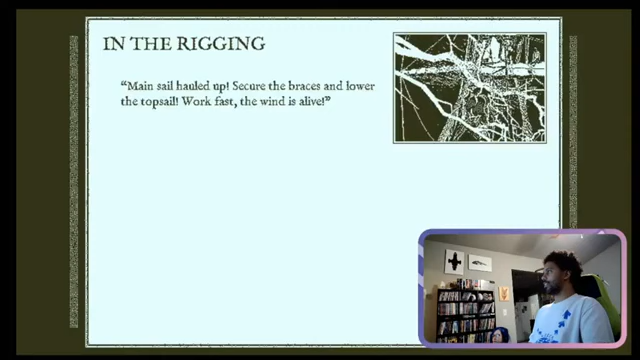 IN THE RIGGING
“Main sail hauled up! Secure the braces and lower
the topsail! Work fast, the wind is alive!”